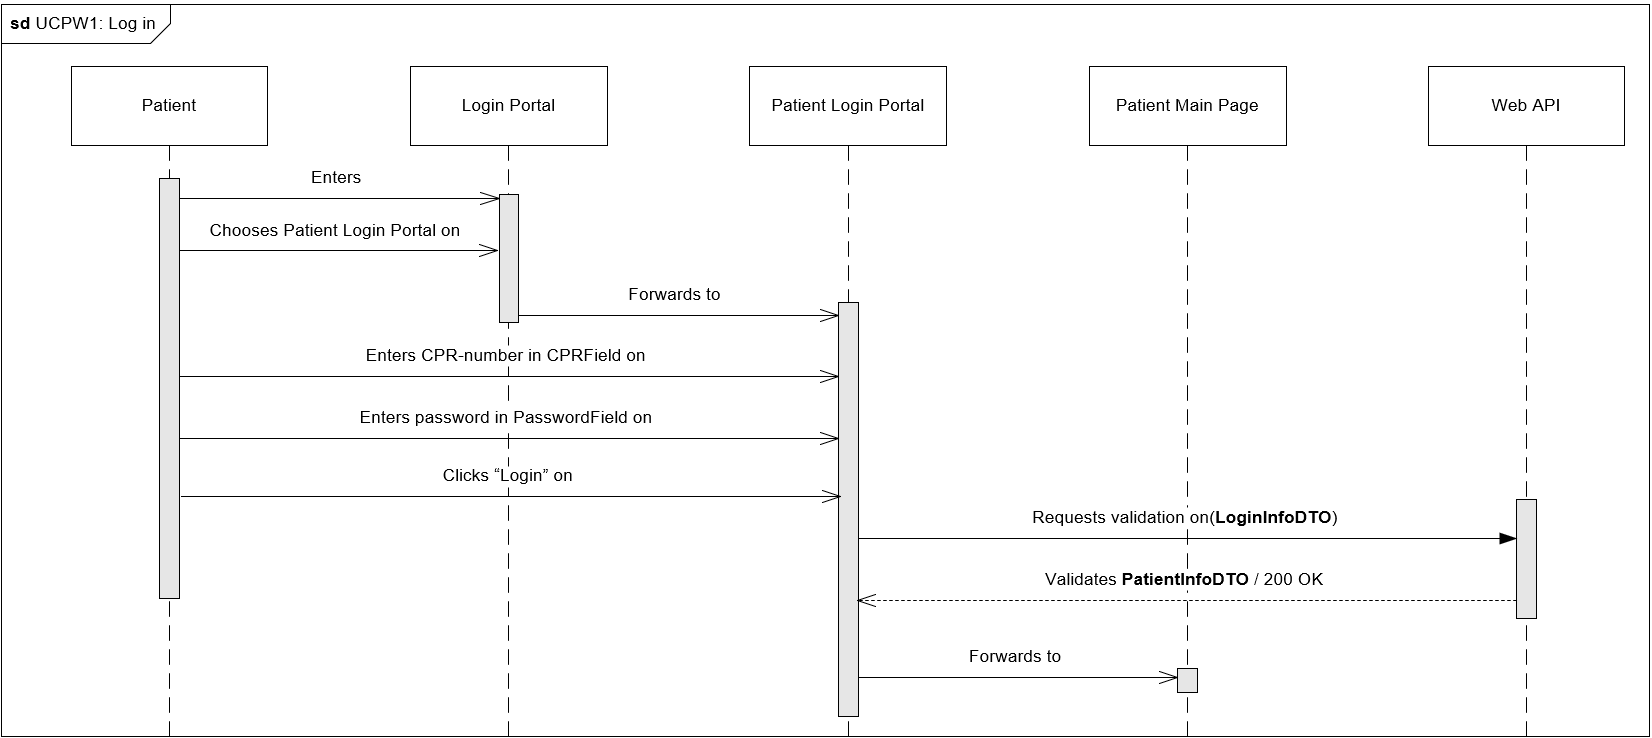 sd UCPW1: Log in
Patient
Login Portal
Patient Login Portal
Patient Main Page
Web API
Enters
Chooses Patient Login Portal on
Forwards to
Enters CPR-number in CPRField on
Enters password in PasswordField on
Clicks “Login” on
Requests validation on(LoginInfoDTO)
Validates PatientInfoDTO / 200 OK
Forwards to